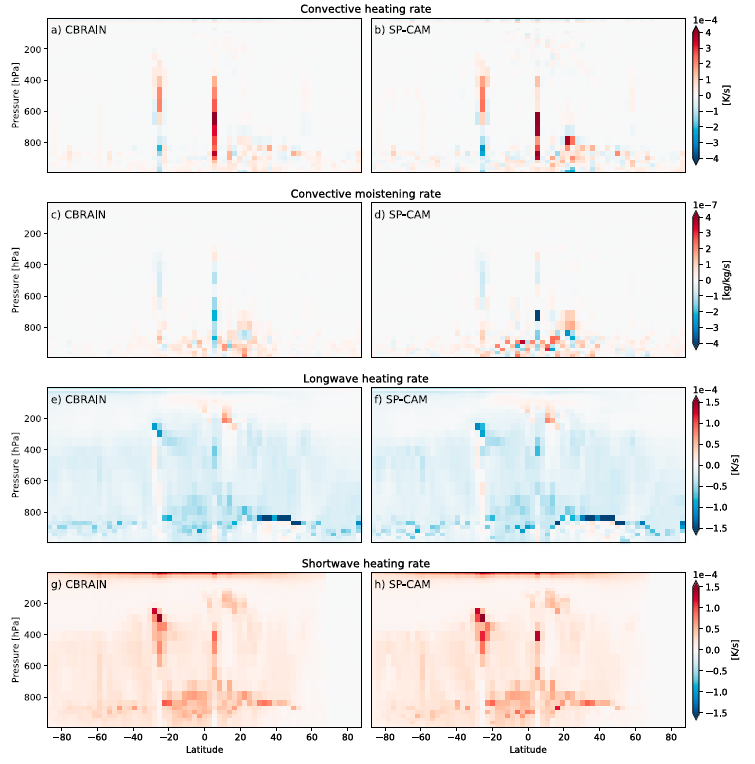 Convective heating rate
a) CBRAIN
b) SP-CAM
1e−4
Pressure [hPa]
200
400
600
800
4
3
2
1
0
−1
−2
−3
−4
[K/s]
Convective moistening rate
c) CBRAIN
d) SP-CAM
1e−7
Pressure [hPa]
200
400
600
800
4
3
2
1
0
−1
−2
−3
−4
[kg/kg/s]
Longwave heating rate
e) CBRAIN
f) SP-CAM
1e−4
Pressure [hPa]
200
400
600
800
1.5
1.0
0.5
0.0
−0.5
−1.0
−1.5
[K/s]
Shortwave heating rate
g) CBRAIN
h) SP-CAM
1e−4
Pressure [hPa]
200
400
600
800
1.5
1.0
0.5
0.0
−0.5
−1.0
−1.5
[K/s]
−80 −60 −40 −20 0 20 40 60 80
−80 −60 −40 −20 0 20 40 60 80
Latitude
Latitude